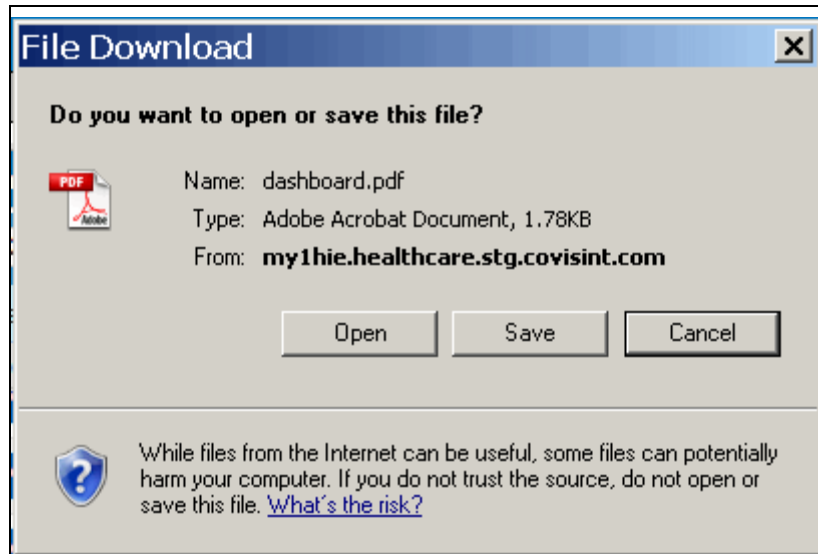 File Download
Do you want to open or save this file?
PDF
Adobe
Name: dashboard.pdf
Type: Adobe Acrobat Document, 1.78KB
From: my1hie.healthcare.stg.covisint.com
Open Save Cancel
While files from the Internet can be useful, some files can potentially
harm your computer. If you do not trust the source, do not open or
save this file. What's the risk?